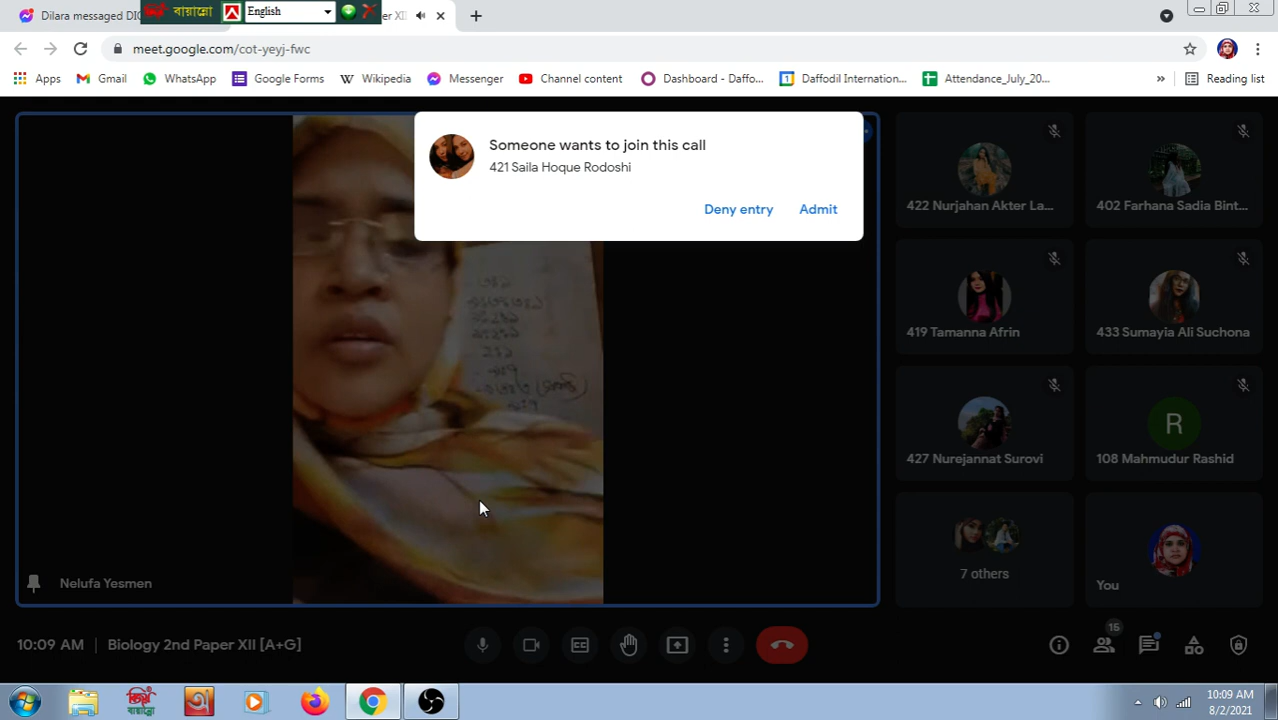 Dilara messaged DIC
বায়ান্নো
English
er XII
meet.google.com/cot-yeyj-fwc
Apps
Gmail
WhatsApp
Google Forms
Wikipedia
Messenger
Channel content
Dashboard - Daffo...
Daffodil Internation...
Attendance_July_20...
»
Reading list
Someone wants to join this call
421 Saila Hoque Rodoshi
Deny entry
Admit
422 Nurjahan Akter La...
402 Farhana Sadia Bint...
419 Tamanna Afrin
433 Sumayia Ali Suchona
427 Nurejannat Surovi
R
108 Mahmudur Rashid
7 others
You
Nelufa Yesmen
10:09 AM | Biology 2nd Paper XII [A+G]
15
বায়ান্নো
10:09 AM
8/2/2021